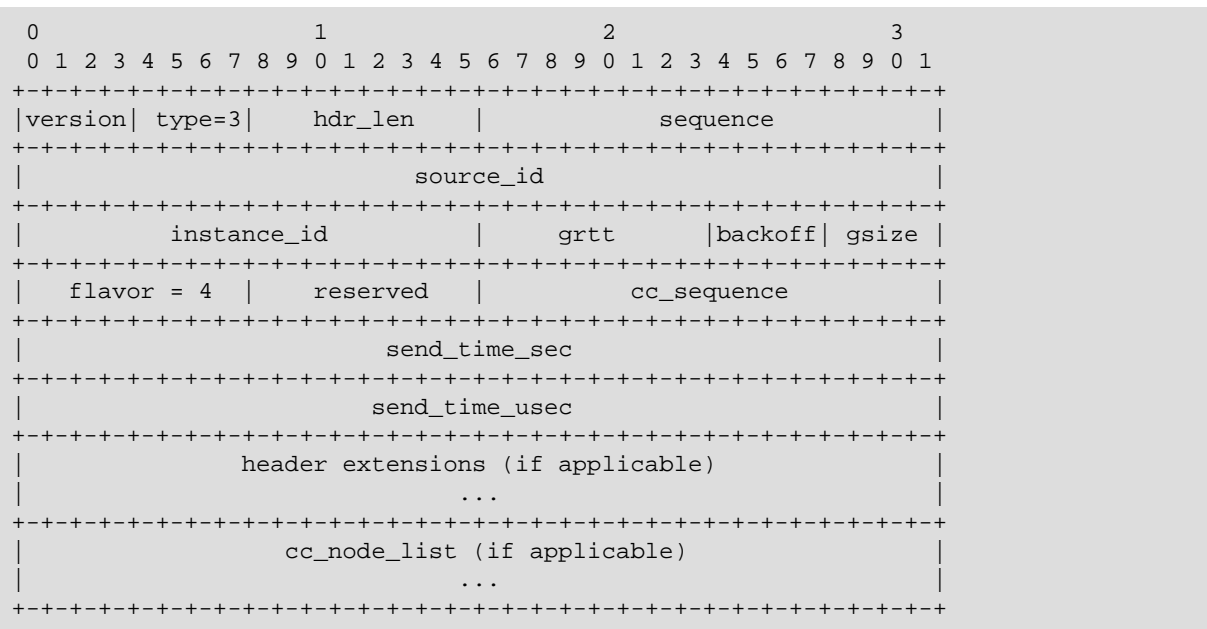 0                   1                   2                   3
 0 1 2 3 4 5 6 7 8 9 0 1 2 3 4 5 6 7 8 9 0 1 2 3 4 5 6 7 8 9 0 1
+-+-+-+-+-+-+-+-+-+-+-+-+-+-+-+-+-+-+-+-+-+-+-+-+-+-+-+-+-+-+-+-+
|version| type=3|    hdr_len    |            sequence           |
+-+-+-+-+-+-+-+-+-+-+-+-+-+-+-+-+-+-+-+-+-+-+-+-+-+-+-+-+-+-+-+-+
|                           source_id                           |
+-+-+-+-+-+-+-+-+-+-+-+-+-+-+-+-+-+-+-+-+-+-+-+-+-+-+-+-+-+-+-+-+
|          instance_id          |     grtt      |backoff| gsize |
+-+-+-+-+-+-+-+-+-+-+-+-+-+-+-+-+-+-+-+-+-+-+-+-+-+-+-+-+-+-+-+-+
|   flavor = 4  |    reserved   |          cc_sequence          |
+-+-+-+-+-+-+-+-+-+-+-+-+-+-+-+-+-+-+-+-+-+-+-+-+-+-+-+-+-+-+-+-+
|                         send_time_sec                         |
+-+-+-+-+-+-+-+-+-+-+-+-+-+-+-+-+-+-+-+-+-+-+-+-+-+-+-+-+-+-+-+-+
|                        send_time_usec                         |
+-+-+-+-+-+-+-+-+-+-+-+-+-+-+-+-+-+-+-+-+-+-+-+-+-+-+-+-+-+-+-+-+
|               header extensions (if applicable)               |
|                              ...                              |
+-+-+-+-+-+-+-+-+-+-+-+-+-+-+-+-+-+-+-+-+-+-+-+-+-+-+-+-+-+-+-+-+
|                  cc_node_list (if applicable)                 |
|                              ...                              |
+-+-+-+-+-+-+-+-+-+-+-+-+-+-+-+-+-+-+-+-+-+-+-+-+-+-+-+-+-+-+-+-+